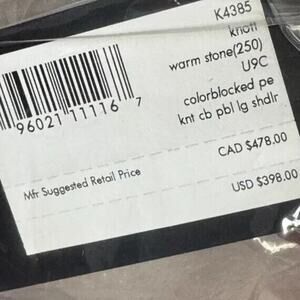 K4385
knott
warm stone(250)
U9C
colorblocked pe
knt cb pbl lg shdlr
96021 11116 7
Mfr Suggested Retail Price
CAD $478.00
USD $398.00